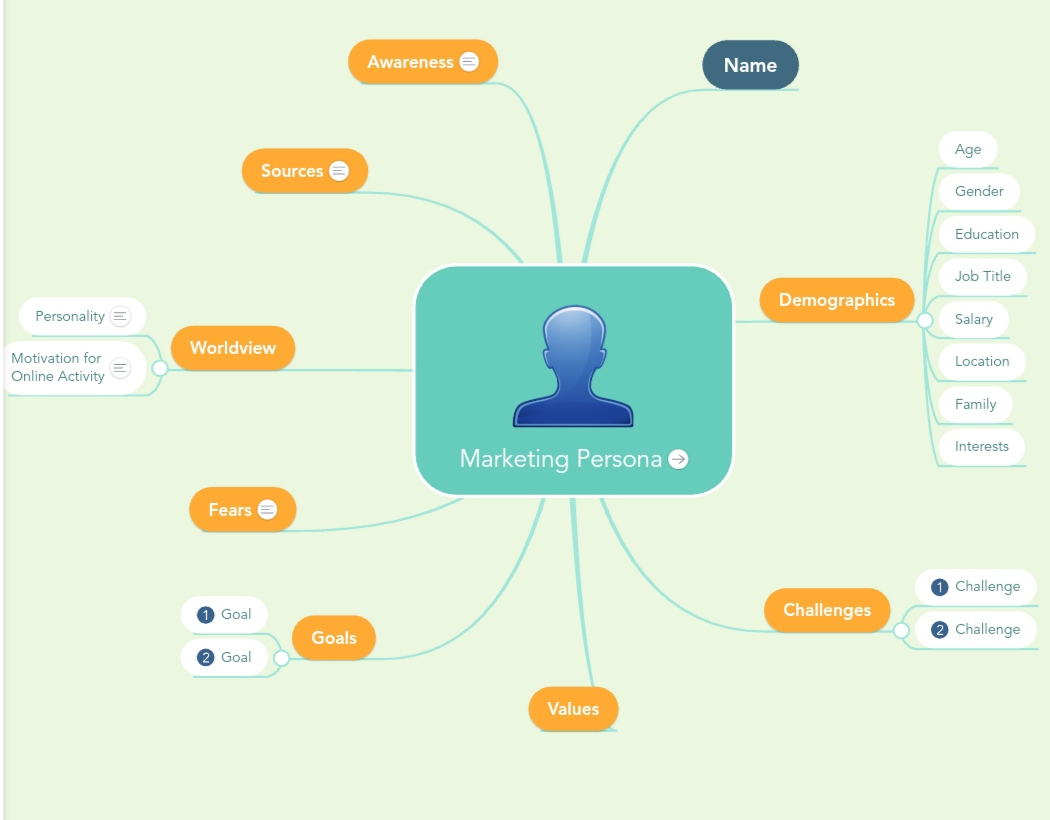 Awareness
Name
Sources
Age
Gender
Education
Job Title
Salary
Location
Family
Interests
Demographics
Personality
Motivation for
Online Activity
Worldview
Marketing Persona
Fears
1 Goal
2 Goal
Goals
Challenges
1 Challenge
2 Challenge
Values